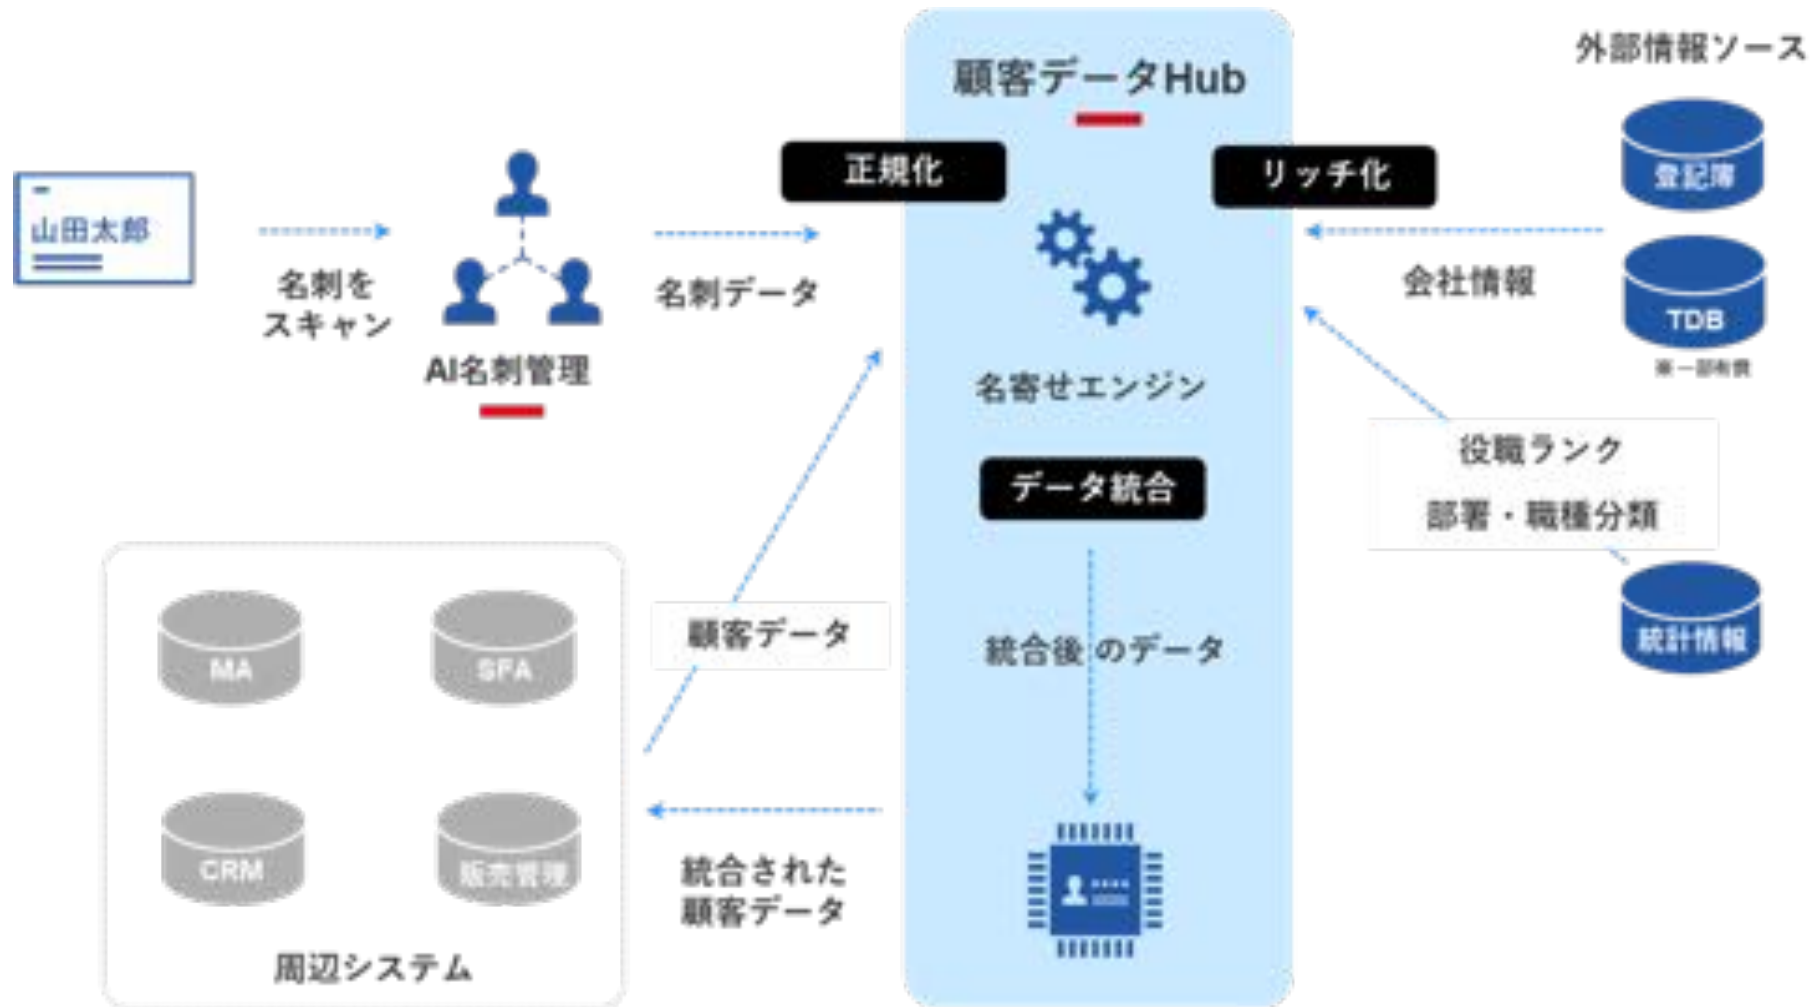 顧客データHub
外部情報ソース
正規化
リッチ化
登記簿
山田太郎
名刺を
スキャン
名刺データ
AI名刺管理
会社情報
TDB
※一部有償
名寄せエンジン
データ統合
役職ランク
部署・職種分類
統計情報
顧客データ
統合後のデータ
MA
SFA
CRM
販売管理
統合された
顧客データ
周辺システム